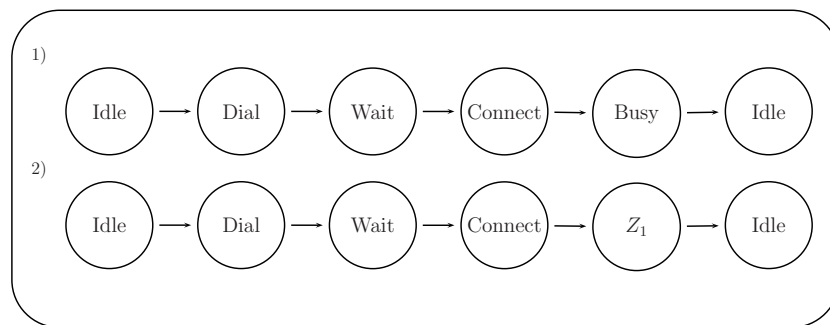 1)
Idle Dial Wait Connect Busy Idle
2)
Idle Dial Wait Connect Z₁ Idle